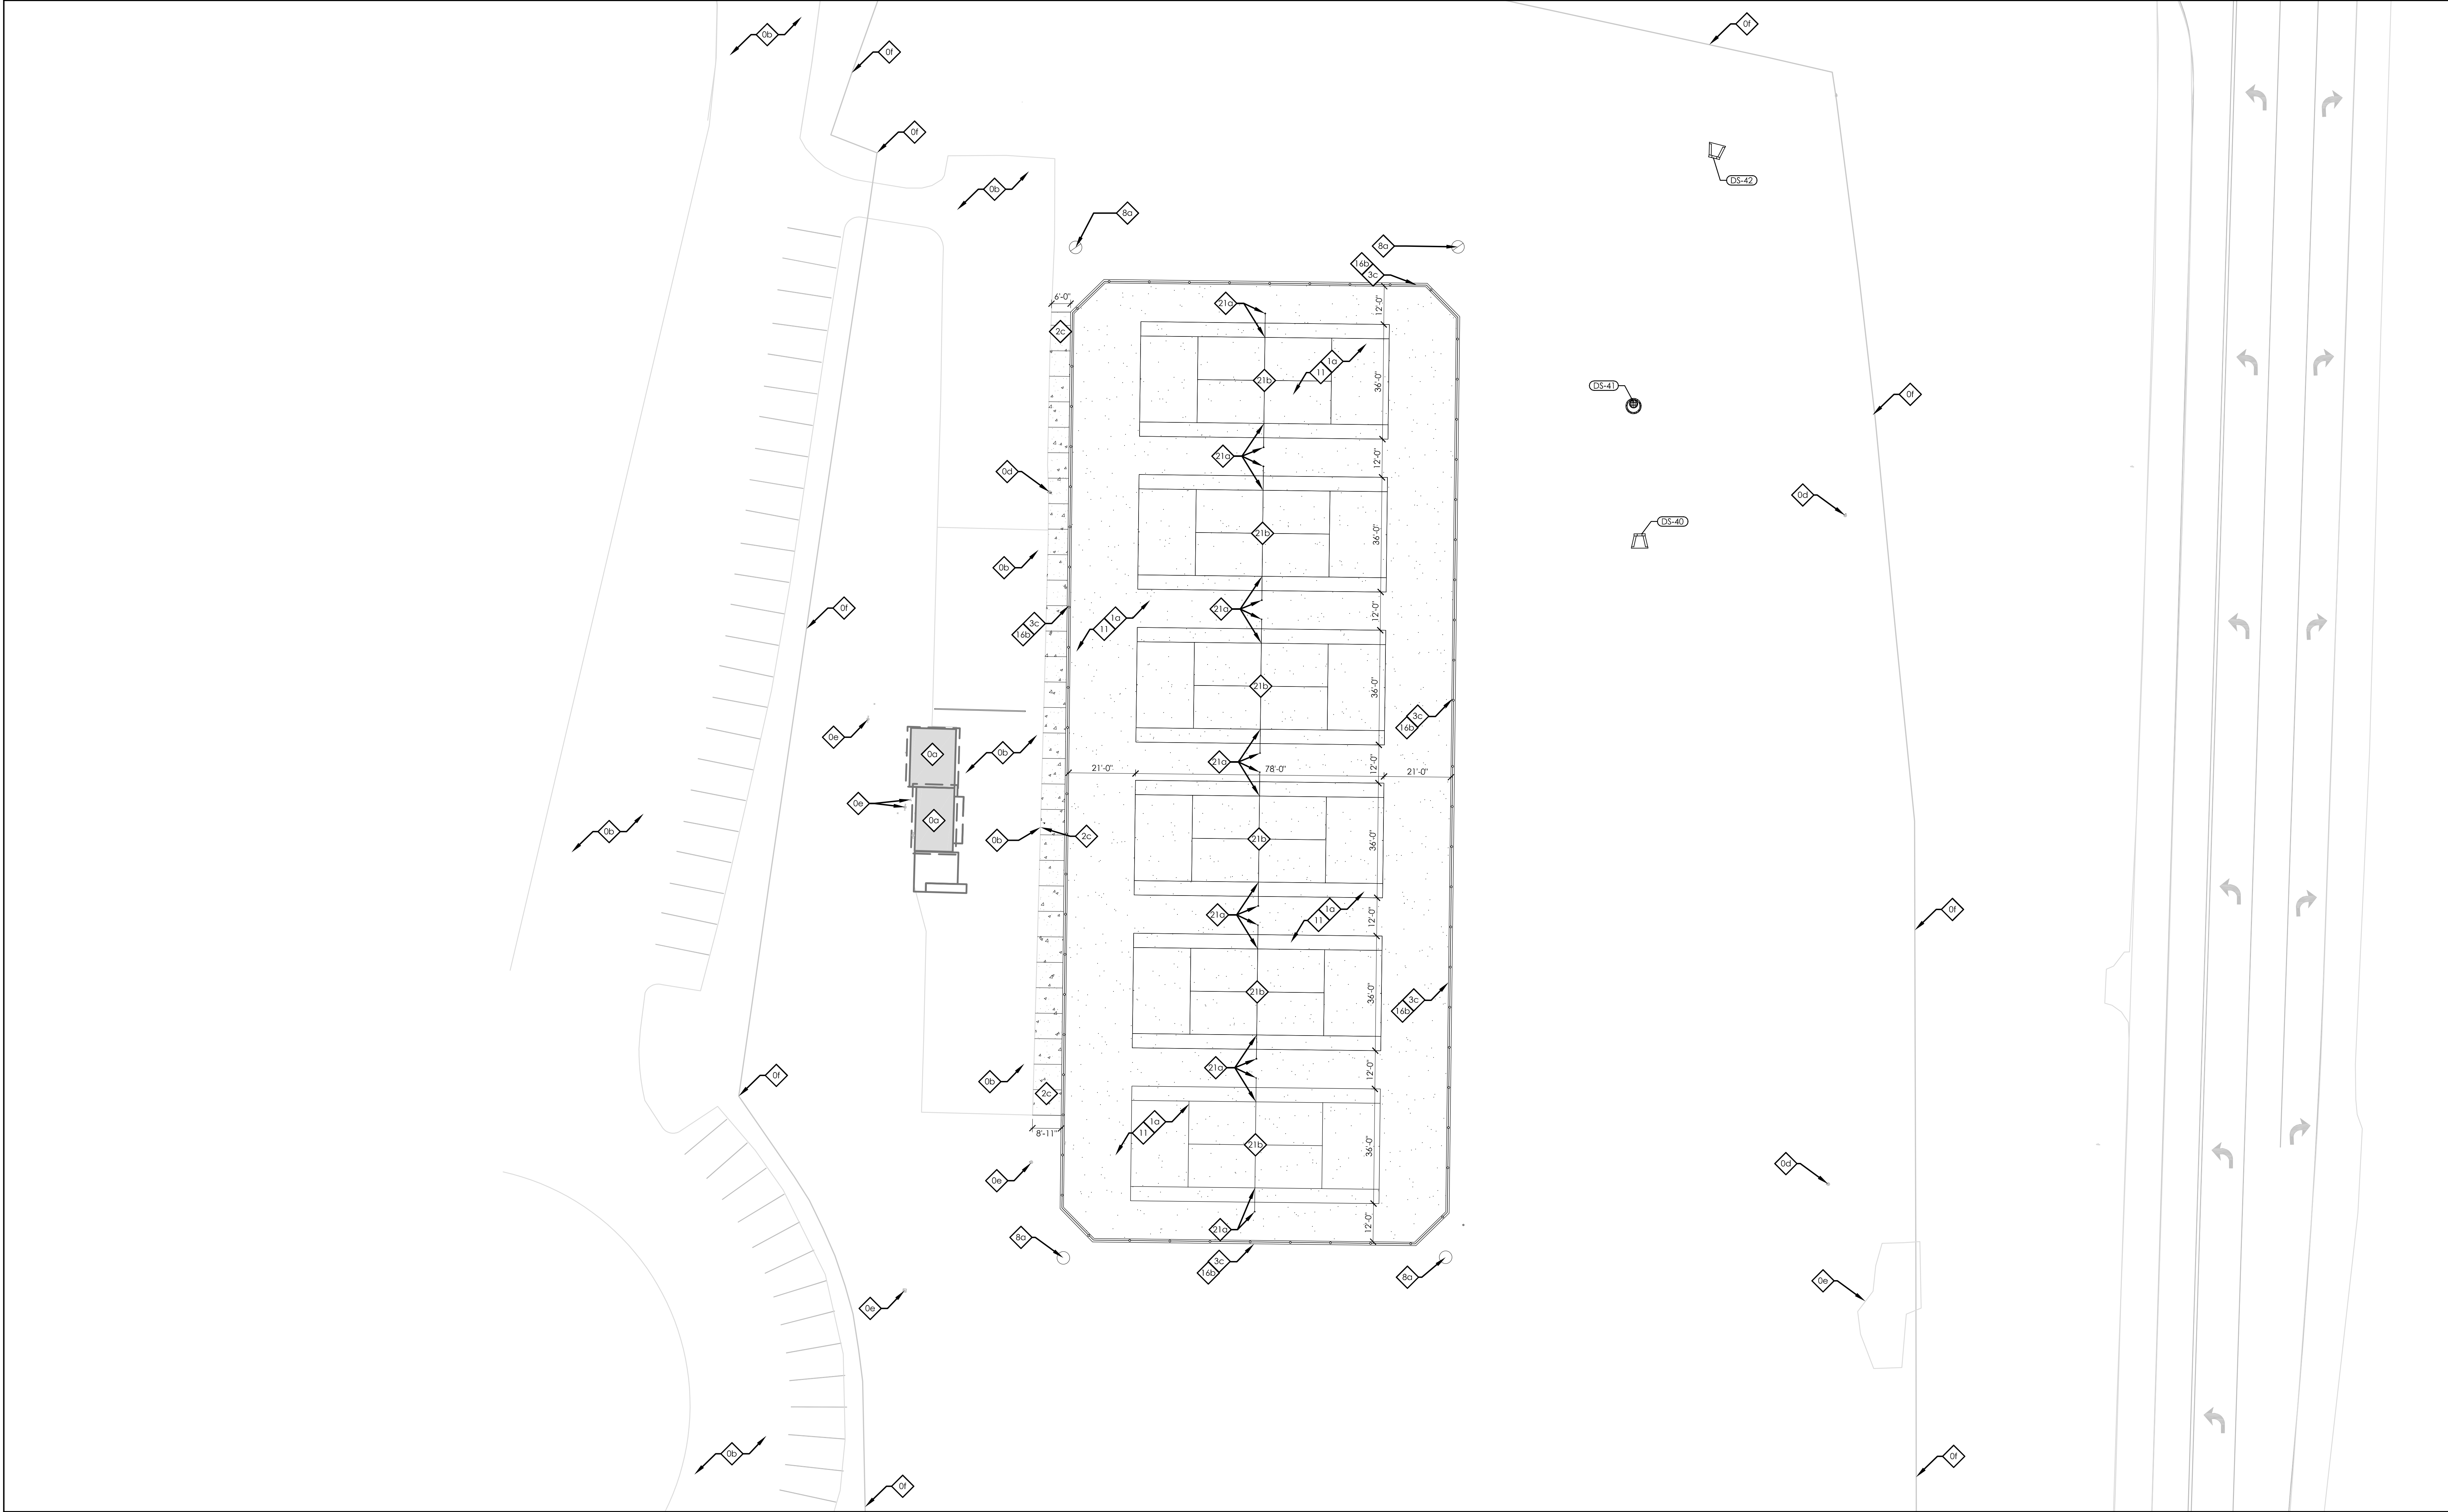 0f
0b
0f
0f
DS-42
0b
8a
8a
16b
3c
6'-0"
21a
12'-0"
2c
1a
11
21b
36'-0"
DS-41
0f
21a
12'-0"
0d
0d
DS-40
21b
36'-0"
0b
0f
21a
12'-0"
3c
16b
1a
11
21b
36'-0"
3c
16b
0e
0a
0b
21a
12'-0"
21'-0"
78'-0"
21'-0"
0e
0a
0b
0b
2c
21b
36'-0"
0f
21a
1a
11
12'-0"
21b
36'-0"
3c
16b
21a
12'-0"
0f
0b
2c
8'-11"
1a
11
21b
36'-0"
0d
0e
21a
12'-0"
8a
3c
16b
8a
0e
0e
0b
0f
0f